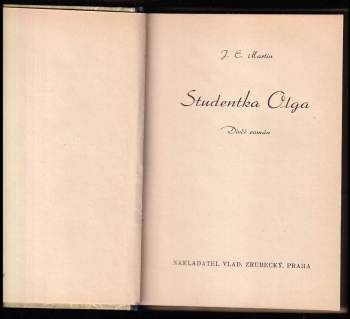 J. C. Martin
Studentka Olga
Dívčí román
NAKLADATEL VLAD. ZRUBECKÝ, PRAHA